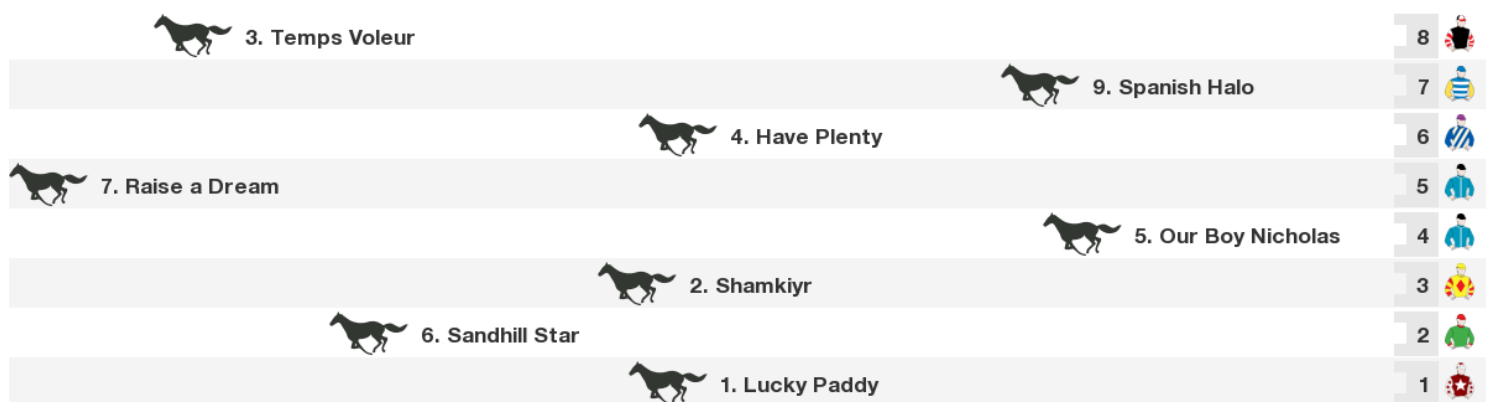 3. Temps Voleur 8
9. Spanish Halo 7
4. Have Plenty 6
7. Raise a Dream 5
5. Our Boy Nicholas 4
2. Shamkiyr 3
6. Sandhill Star 2
1. Lucky Paddy 1